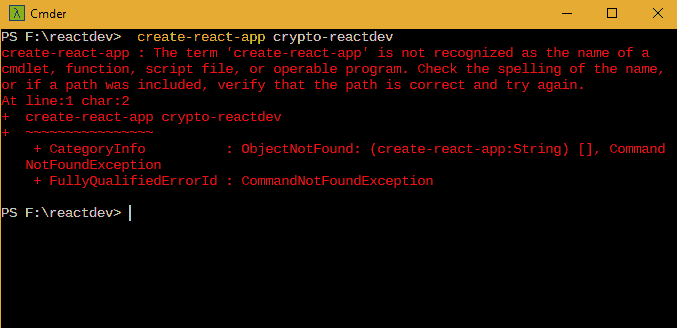 λ Cmder
PS F:\reactdev>  create-react-app crypto-reactdev
create-react-app : The term 'create-react-app' is not recognized as the name of a
cmdlet, function, script file, or operable program. Check the spelling of the name,
or if a path was included, verify that the path is correct and try again.
At line:1 char:2
+  create-react-app crypto-reactdev
+  ~~~~~~~~~~~~~~~~
    + CategoryInfo          : ObjectNotFound: (create-react-app:String) [], Command
   NotFoundException
    + FullyQualifiedErrorId : CommandNotFoundException
PS F:\reactdev>